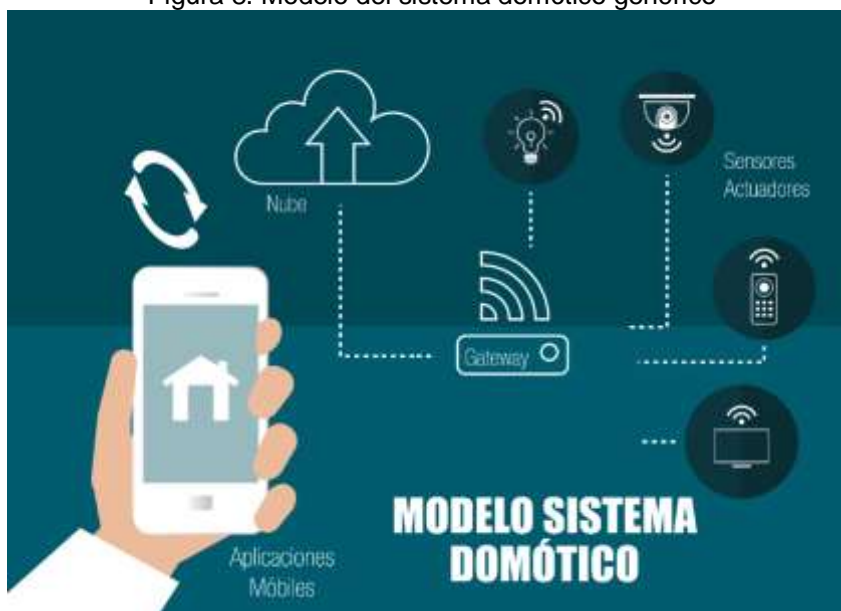 Figura 3. Modelo del sistema domótico genérico
Nube
Sensores
Actuadores
Gateway
MODELO SISTEMA
DOMÓTICO
Aplicaciones
Móbiles